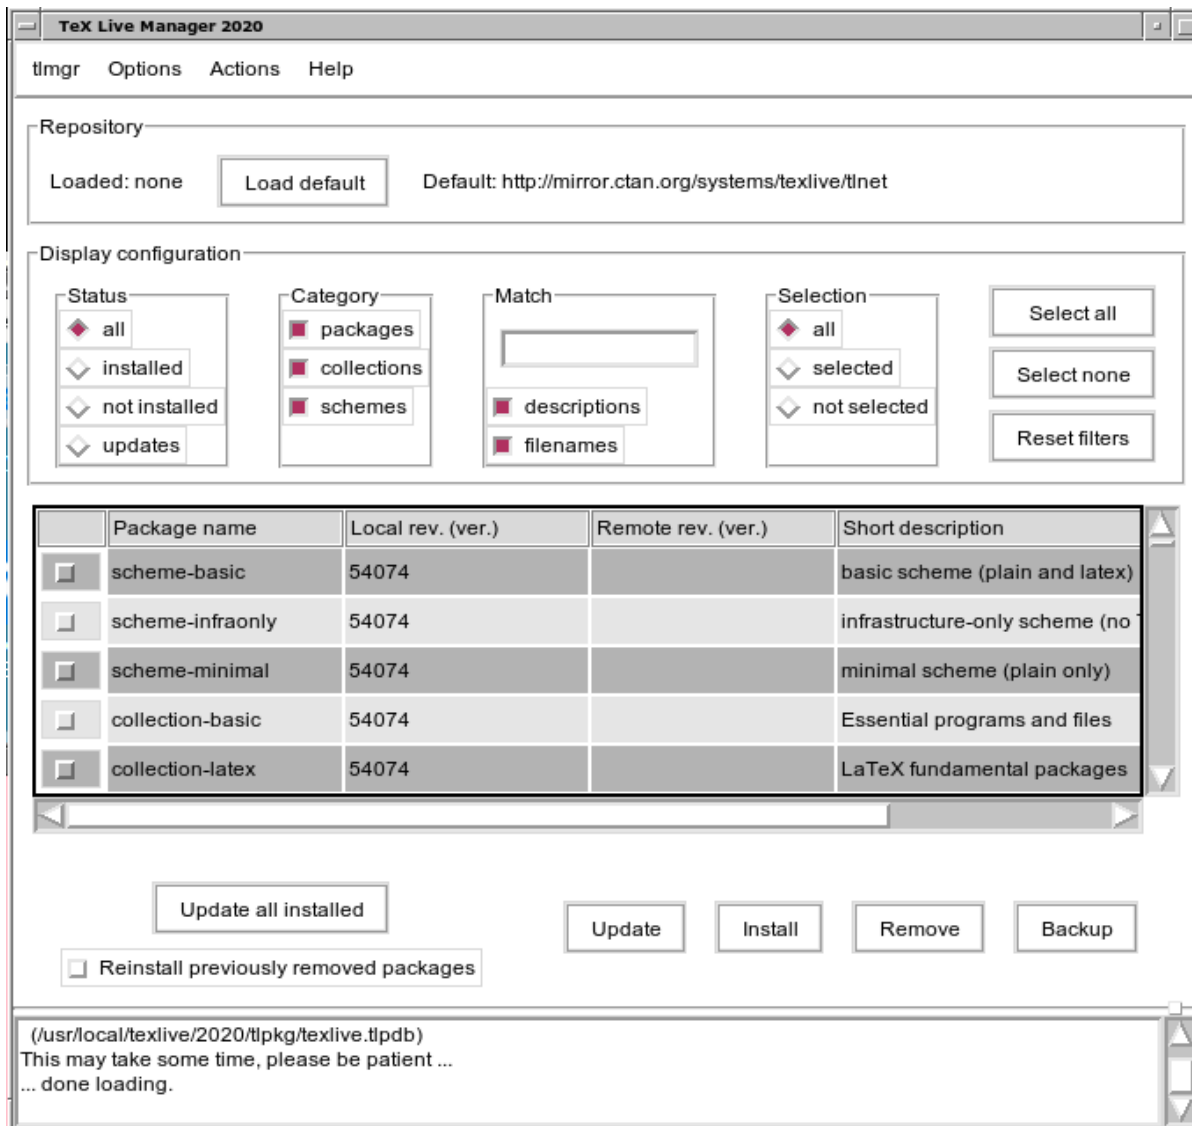 TeX Live Manager 2020
tlmgr Options Actions Help
Repository
Loaded: none Load default Default: http://mirror.ctan.org/systems/texlive/tlnet
Display configuration
Status Category Match Selection
Select all
all packages all
installed collections selected
Select none
not installed schemes descriptions not selected
updates filenames
Reset filters
Package name Local rev. (ver.) Remote rev. (ver.) Short description
scheme-basic 54074 basic scheme (plain and latex)
scheme-infraonly 54074 infrastructure-only scheme (no
scheme-minimal 54074 minimal scheme (plain only)
collection-basic 54074 Essential programs and files
collection-latex 54074 LaTeX fundamental packages
Update all installed
Update Install Remove Backup
Reinstall previously removed packages
(/usr/local/texlive/2020/tlpkg/texlive.tlpdb)
This may take some time, please be patient ...
... done loading.